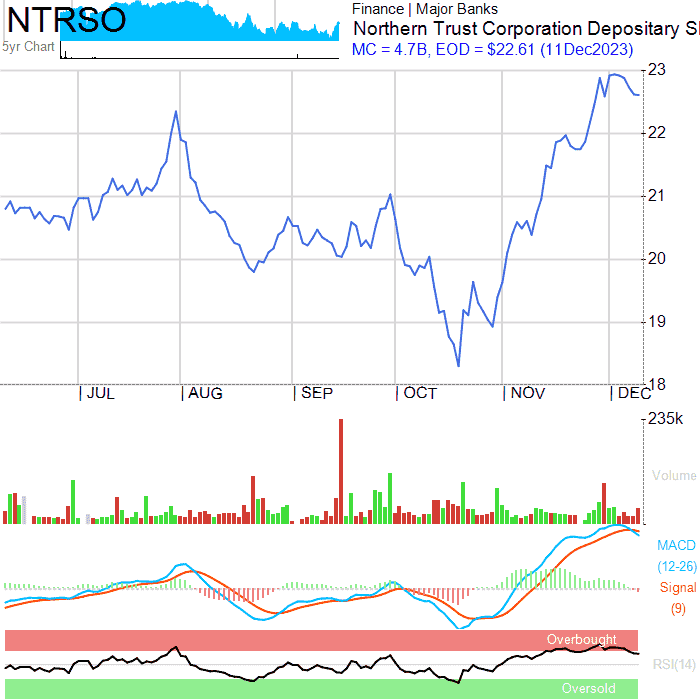 NTRSO
5yr Chart
Finance | Major Banks
Northern Trust Corporation Depositary S
MC = 4.7B, EOD = $22.61 (11Dec2023)
23
22
21
20
19
18
JUL AUG SEP OCT NOV DEC
235k
Volume
MACD
(12-26)
Signal
(9)
Overbought
RSI(14)
Oversold